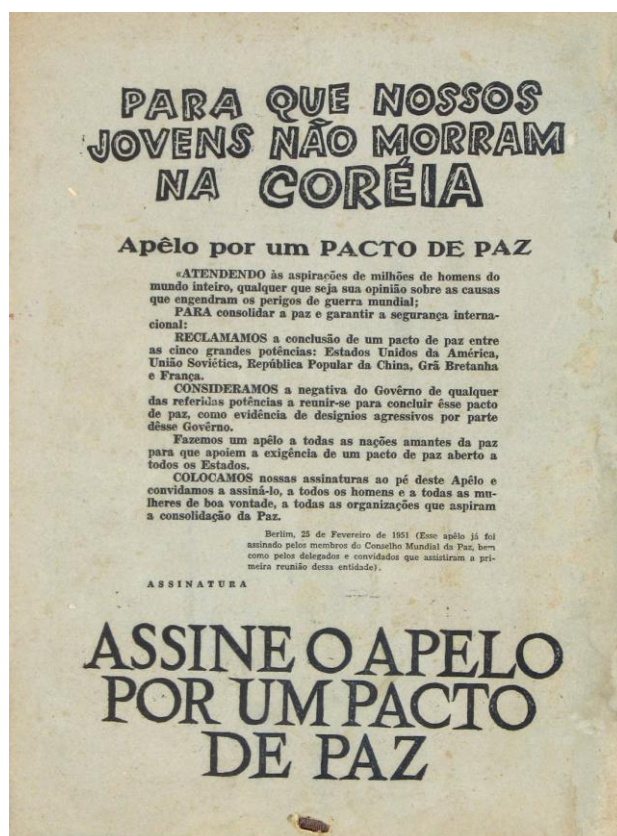 PARA QUE NOSSOS
JOVENS NÃO MORRAM
NA CORÉIA
Apêlo por um PACTO DE PAZ
«ATENDENDO às aspirações de milhões de homens do
mundo inteiro, qualquer que seja sua opinião sobre as causas
que engendram os perigos de guerra mundial;
PARA consolidar a paz e garantir a segurança interna-
cional:
RECLAMAMOS a conclusão de um pacto de paz entre
as cinco grandes potências: Estados Unidos da América,
União Soviética, República Popular da China, Grã Bretanha
e França.
CONSIDERAMOS a negativa do Govêrno de qualquer
das referidas potências a reunir-se para concluir êsse pacto
de paz, como evidência de designios agressivos por parte
dêsse Govêrno.
Fazemos um apêlo a todas as nações amantes da paz
para que apoiem a exigência de um pacto de paz aberto a
todos os Estados.
COLOCAMOS nossas assinaturas ao pé deste Apêlo e
convidamos a assiná-lo, a todos os homens e a todas as mu-
lheres de boa vontade, a todas as organizações que aspiram
a consolidação da Paz.
Berlim, 25 de Fevereiro de 1951 (Esse apêlo já foi
assinado pelos membros do Conselho Mundial da Paz, bem
como pelos delegados e convidados que assistiram a pri-
meira reunião dessa entidade).
ASSINATURA
ASSINE O APELO
POR UM PACTO
DE PAZ